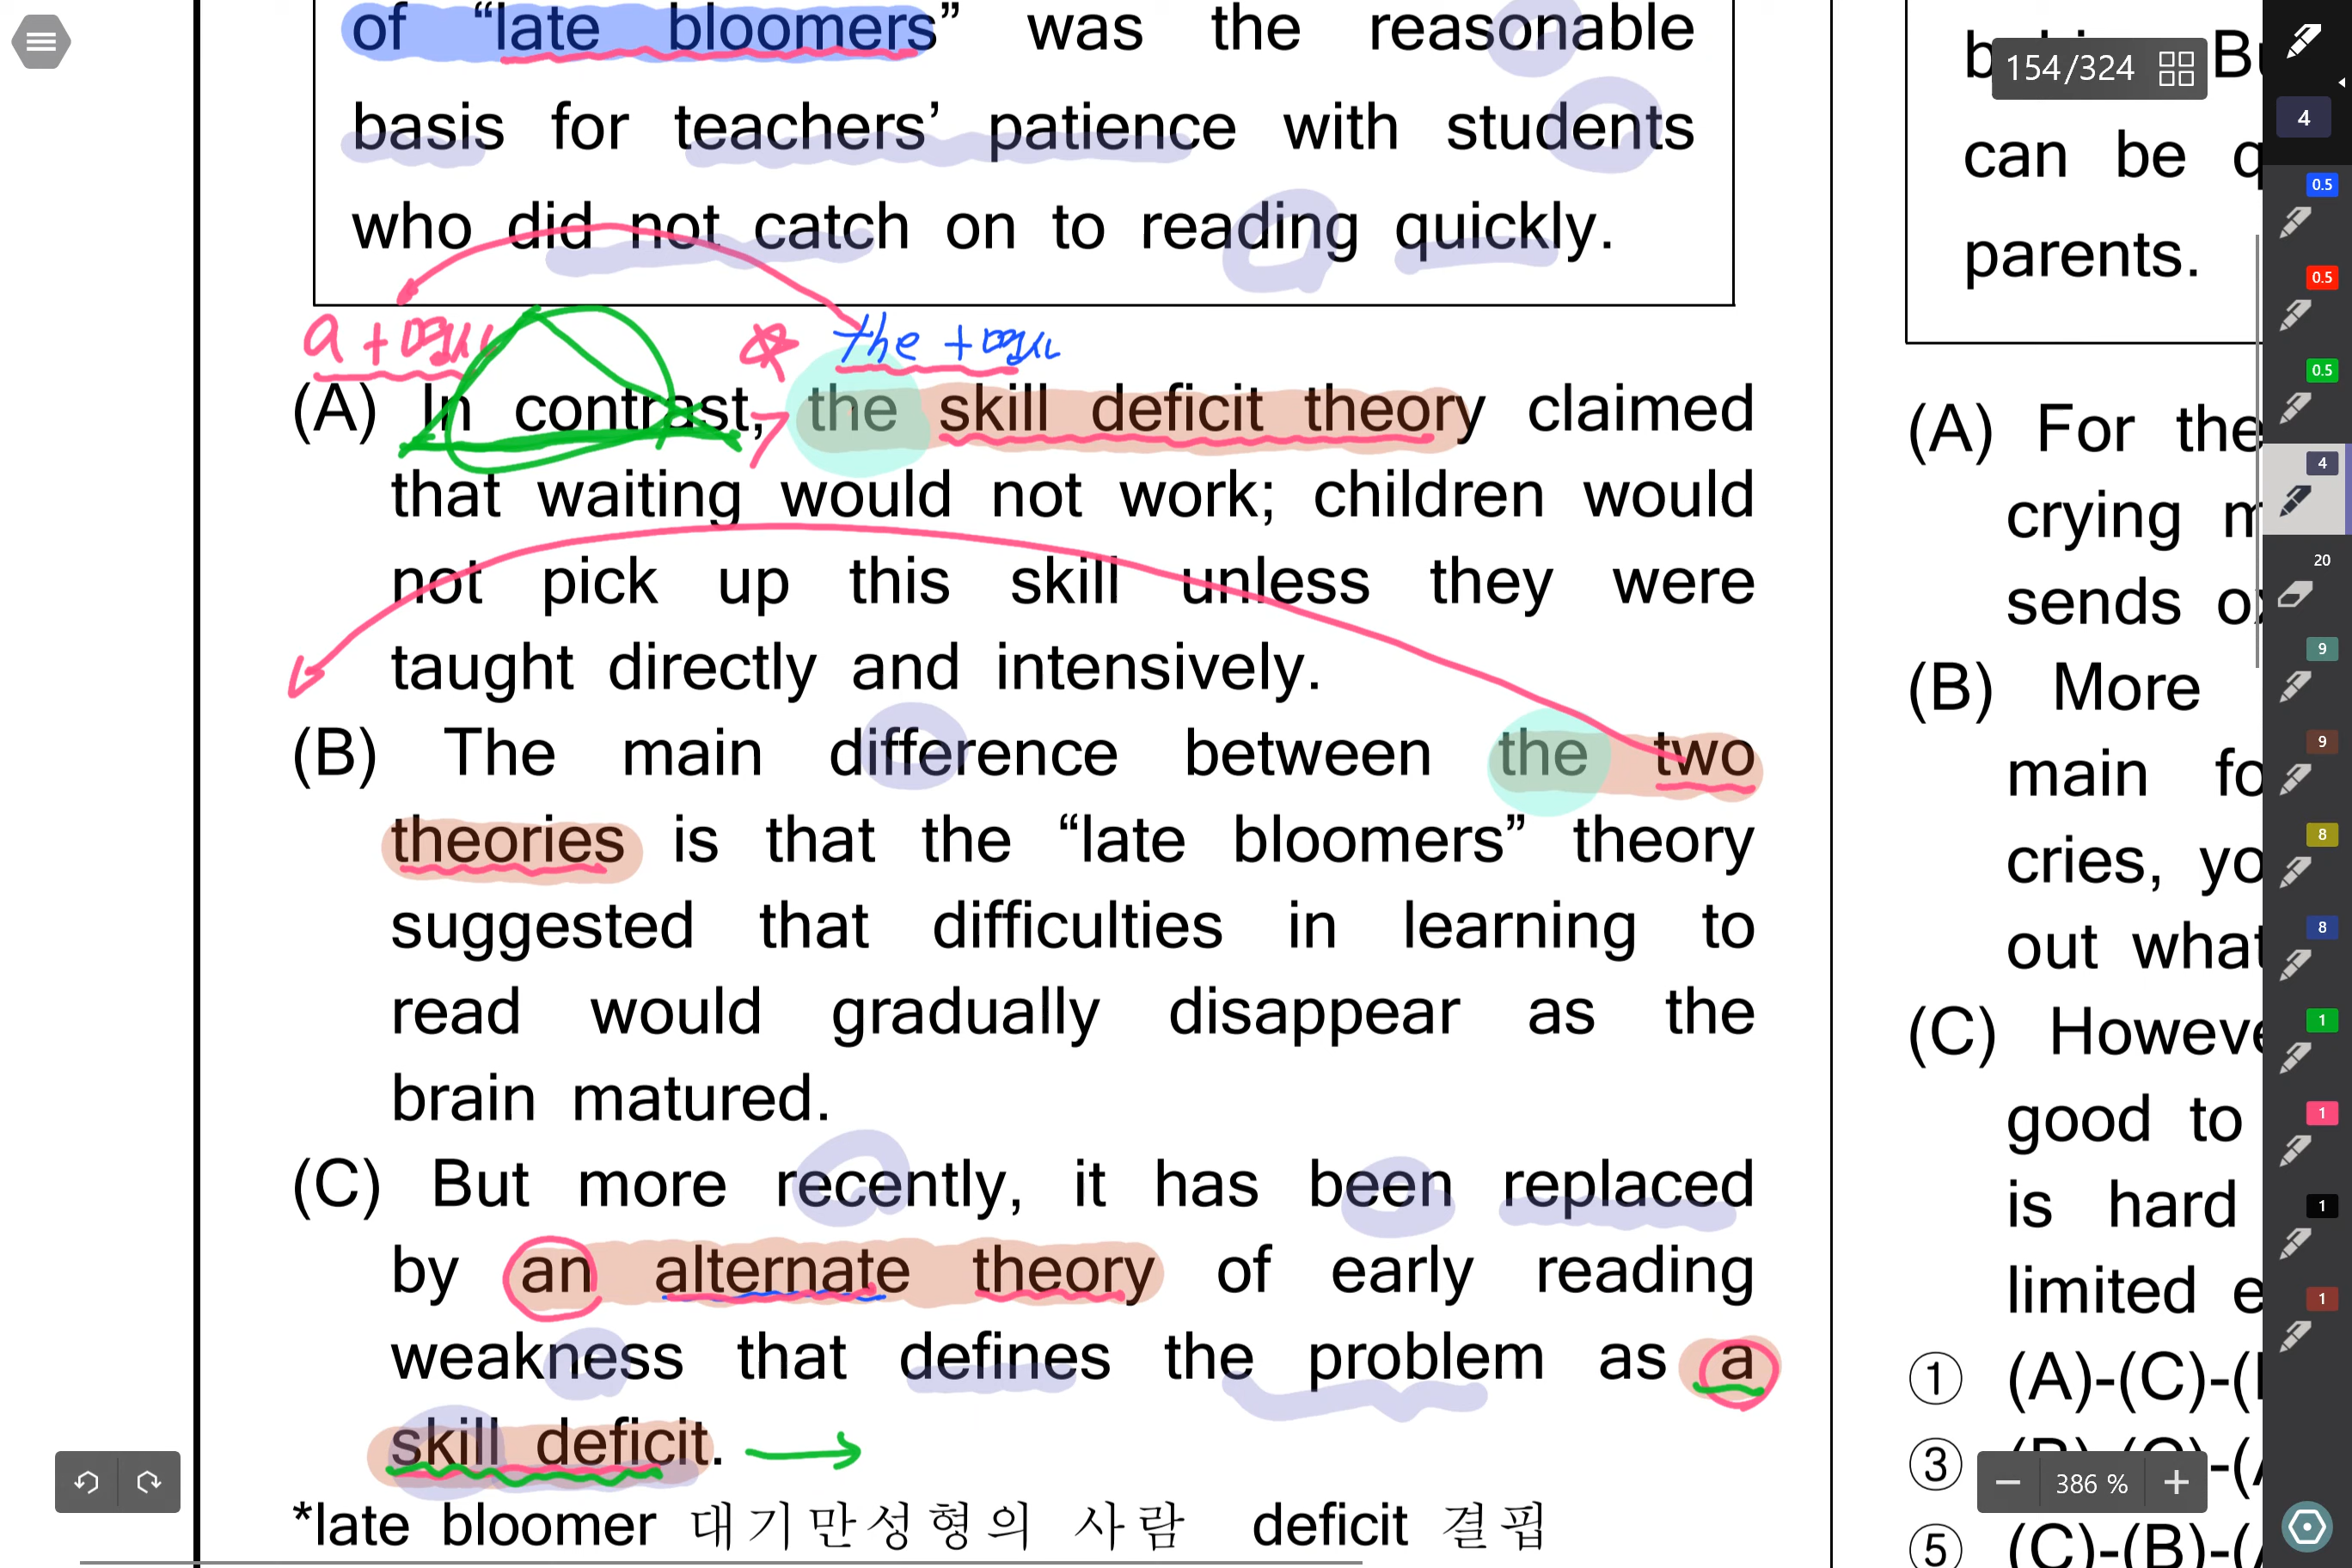 of “late bloomers” was the reasonable
basis for teachers’ patience with students
who did not catch on to reading quickly.
a + 명사
the + 명사
(A) In contrast, the skill deficit theory claimed
that waiting would not work; children would
not pick up this skill unless they were
taught directly and intensively.
(B) The main difference between the two
theories is that the “late bloomers” theory
suggested that difficulties in learning to
read would gradually disappear as the
brain matured.
(C) But more recently, it has been replaced
by an alternate theory of early reading
weakness that defines the problem as a
skill deficit.
*late bloomer 대기만성형의 사람 deficit 결핍
can be
parents.
(A) For the
crying
sends
(B) More
main
cries,
out what
(C)
good to
is hard
limited
① (A)-(C)-(
③
⑤ (C)-(B)-(
154/324
386 %
4
0.5
0.5
0.5
4
20
9
9
8
8
1
1
1
1